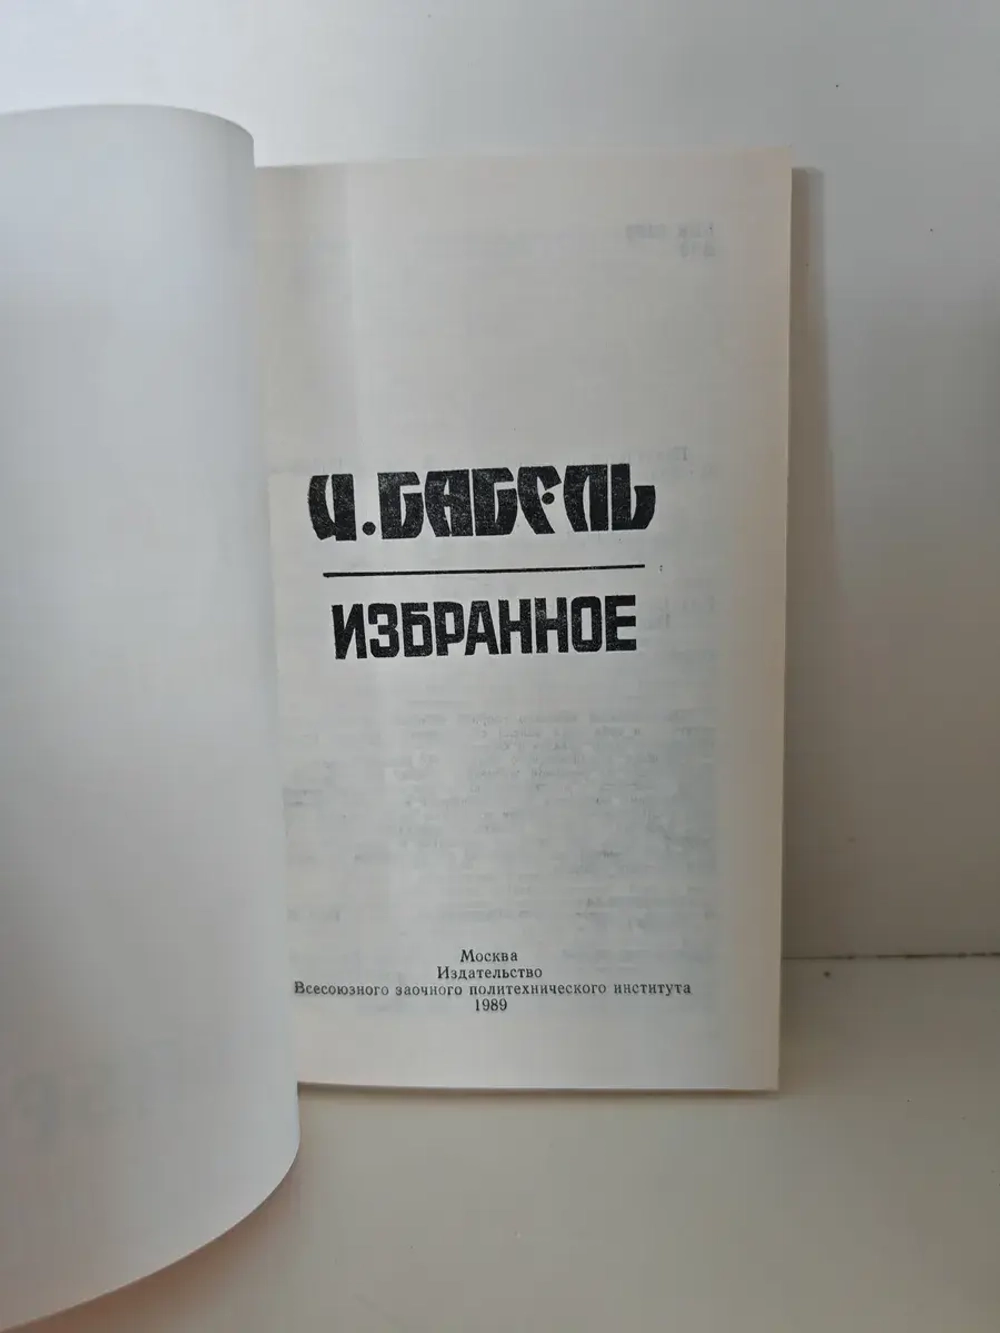 И. БАБЕЛЬ
ИЗБРАННОЕ
Москва
Издательство
Всесоюзного заочного политехнического института
1989